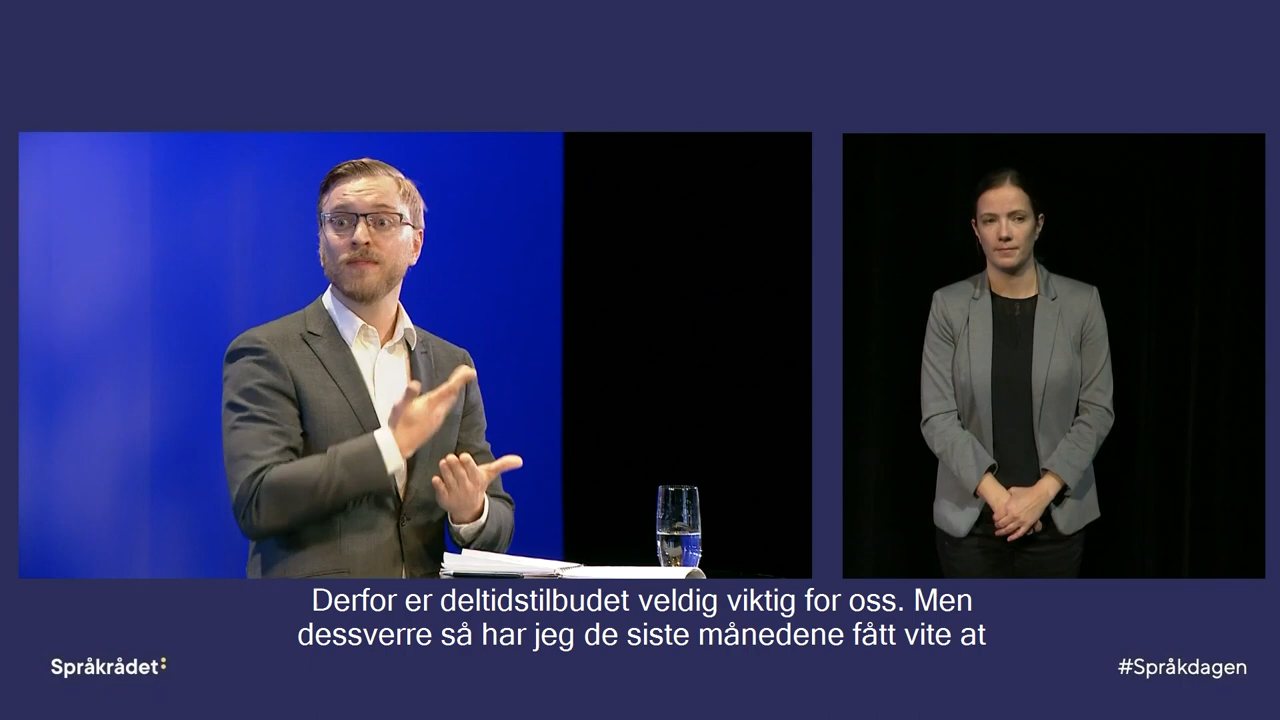 Derfor er deltidstilbudet veldig viktig for oss. Men
dessverre så har jeg de siste månedene fått vite at
Språkrådet:
#Språkdagen